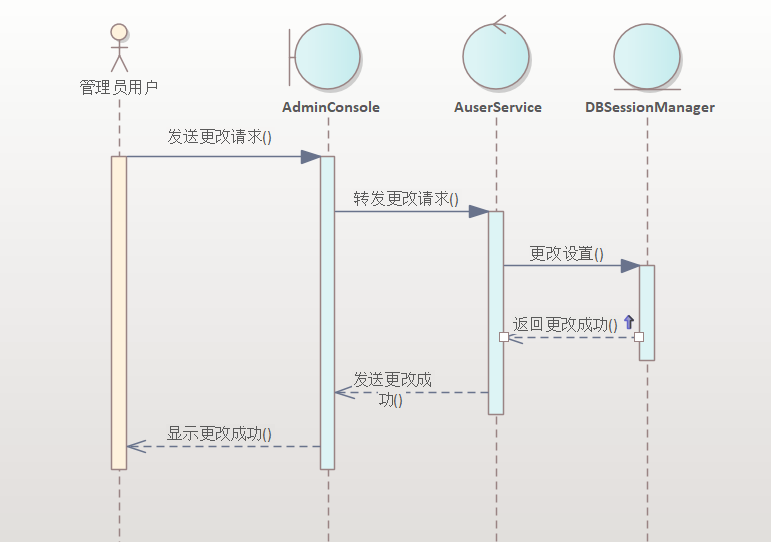 管理员用户
AdminConsole
AuserService
DBSessionManager
发送更改请求()
转发更改请求()
更改设置()
返回更改成功()
发送更改成
功()
显示更改成功()